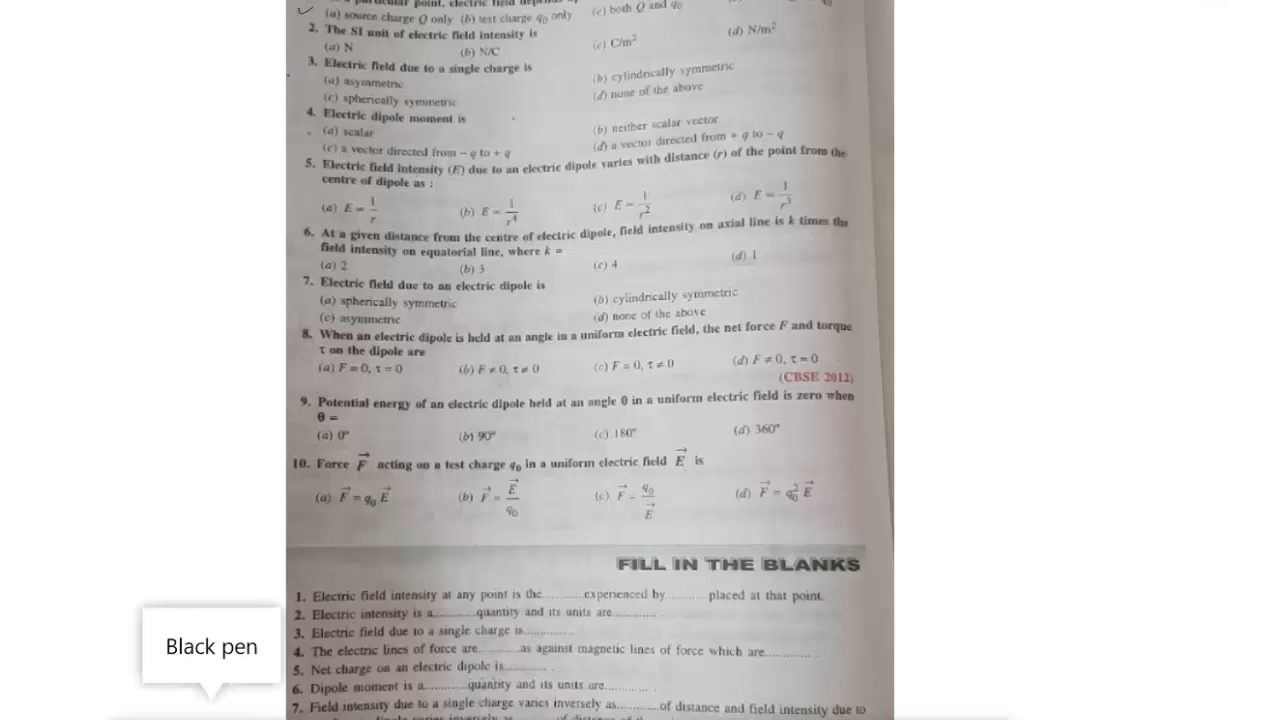 particular point, electric field
(a) source charge Q only (b) test charge q₀ only (c) both Q and q₀
2. The SI unit of electric field intensity is
(a) N (b) N/C (c) C/m² (d) N/m²
3. Electric field due to a single charge is
(a) asymmetric (b) cylindrically symmetric
(c) spherically symmetric (d) none of the above
4. Electric dipole moment is
(a) scalar (b) neither scalar vector
(c) a vector directed from − q to + q (d) a vector directed from + q to − q
5. Electric field intensity (E) due to an electric dipole varies with distance (r) of the point from the
centre of dipole as :
(a) E ∝ 1/r (b) E ∝ 1/r⁴ (c) E ∝ 1/r² (d) E ∝ 1/r³
6. At a given distance from the centre of electric dipole, field intensity on axial line is k times the
field intensity on equatorial line, where k =
(a) 2 (b) 3 (c) 4 (d) 1
7. Electric field due to an electric dipole is
(a) spherically symmetric (b) cylindrically symmetric
(c) asymmetric (d) none of the above
8. When an electric dipole is held at an angle in a uniform electric field, the net force F and torque
τ on the dipole are
(a) F = 0, τ = 0 (b) F ≠ 0, τ ≠ 0 (c) F = 0, τ ≠ 0 (d) F ≠ 0, τ = 0
(CBSE 2012)
9. Potential energy of an electric dipole held at an angle θ in a uniform electric field is zero when
θ =
(a) 0° (b) 90° (c) 180° (d) 360°
10. Force F⃗ acting on a test charge q₀ in a uniform electric field E⃗ is
(a) F⃗ = q₀ E⃗ (b) F⃗ = E⃗/q₀ (c) F⃗ = q₀/E⃗ (d) F⃗ = q₀² E⃗
FILL IN THE BLANKS
1. Electric field intensity at any point is the..........experienced by..........placed at that point.
2. Electric intensity is a..........quantity and its units are..........
3. Electric field due to a single charge is..........
4. The electric lines of force are..........as against magnetic lines of force which are..........
5. Net charge on an electric dipole is..........
6. Dipole moment is a..........quantity and its units are..........
7. Field intensity due to a single charge varies inversely as..........of distance and field intensity due to
Black pen